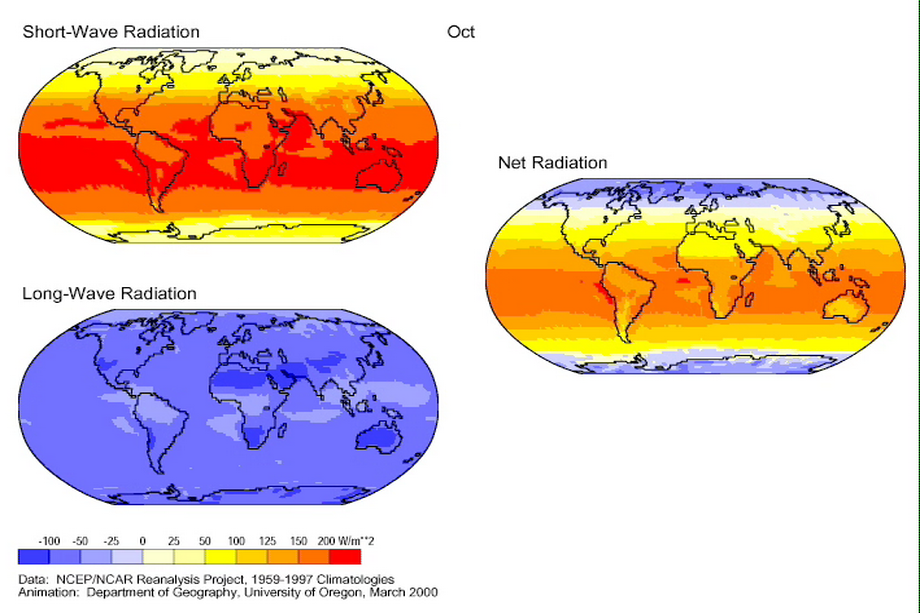 Short-Wave Radiation
Oct
Net Radiation
Long-Wave Radiation
-100 -50 -25 0 25 50 100 125 150 200 W/m**2
Data: NCEP/NCAR Reanalysis Project, 1959-1997 Climatologies
Animation: Department of Geography, University of Oregon, March 2000